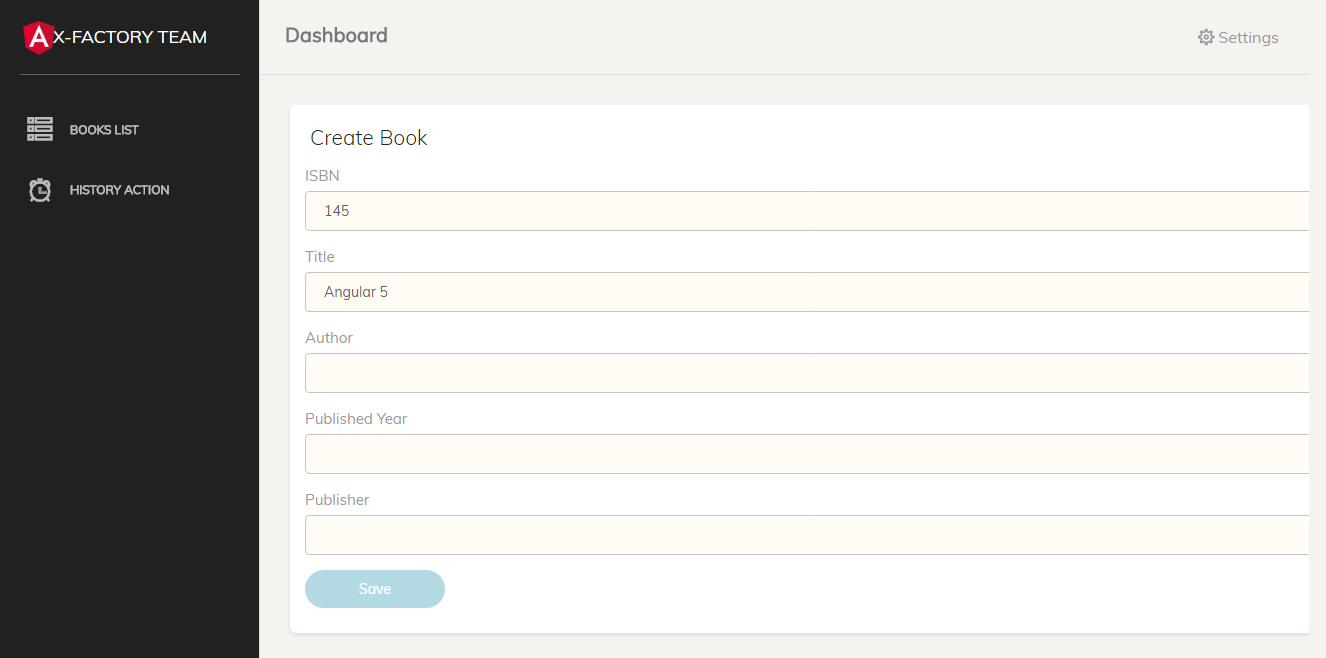 X-FACTORY TEAM
Dashboard
Settings
BOOKS LIST
HISTORY ACTION
Create Book
ISBN
145
Title
Angular 5
Author
Published Year
Publisher
Save